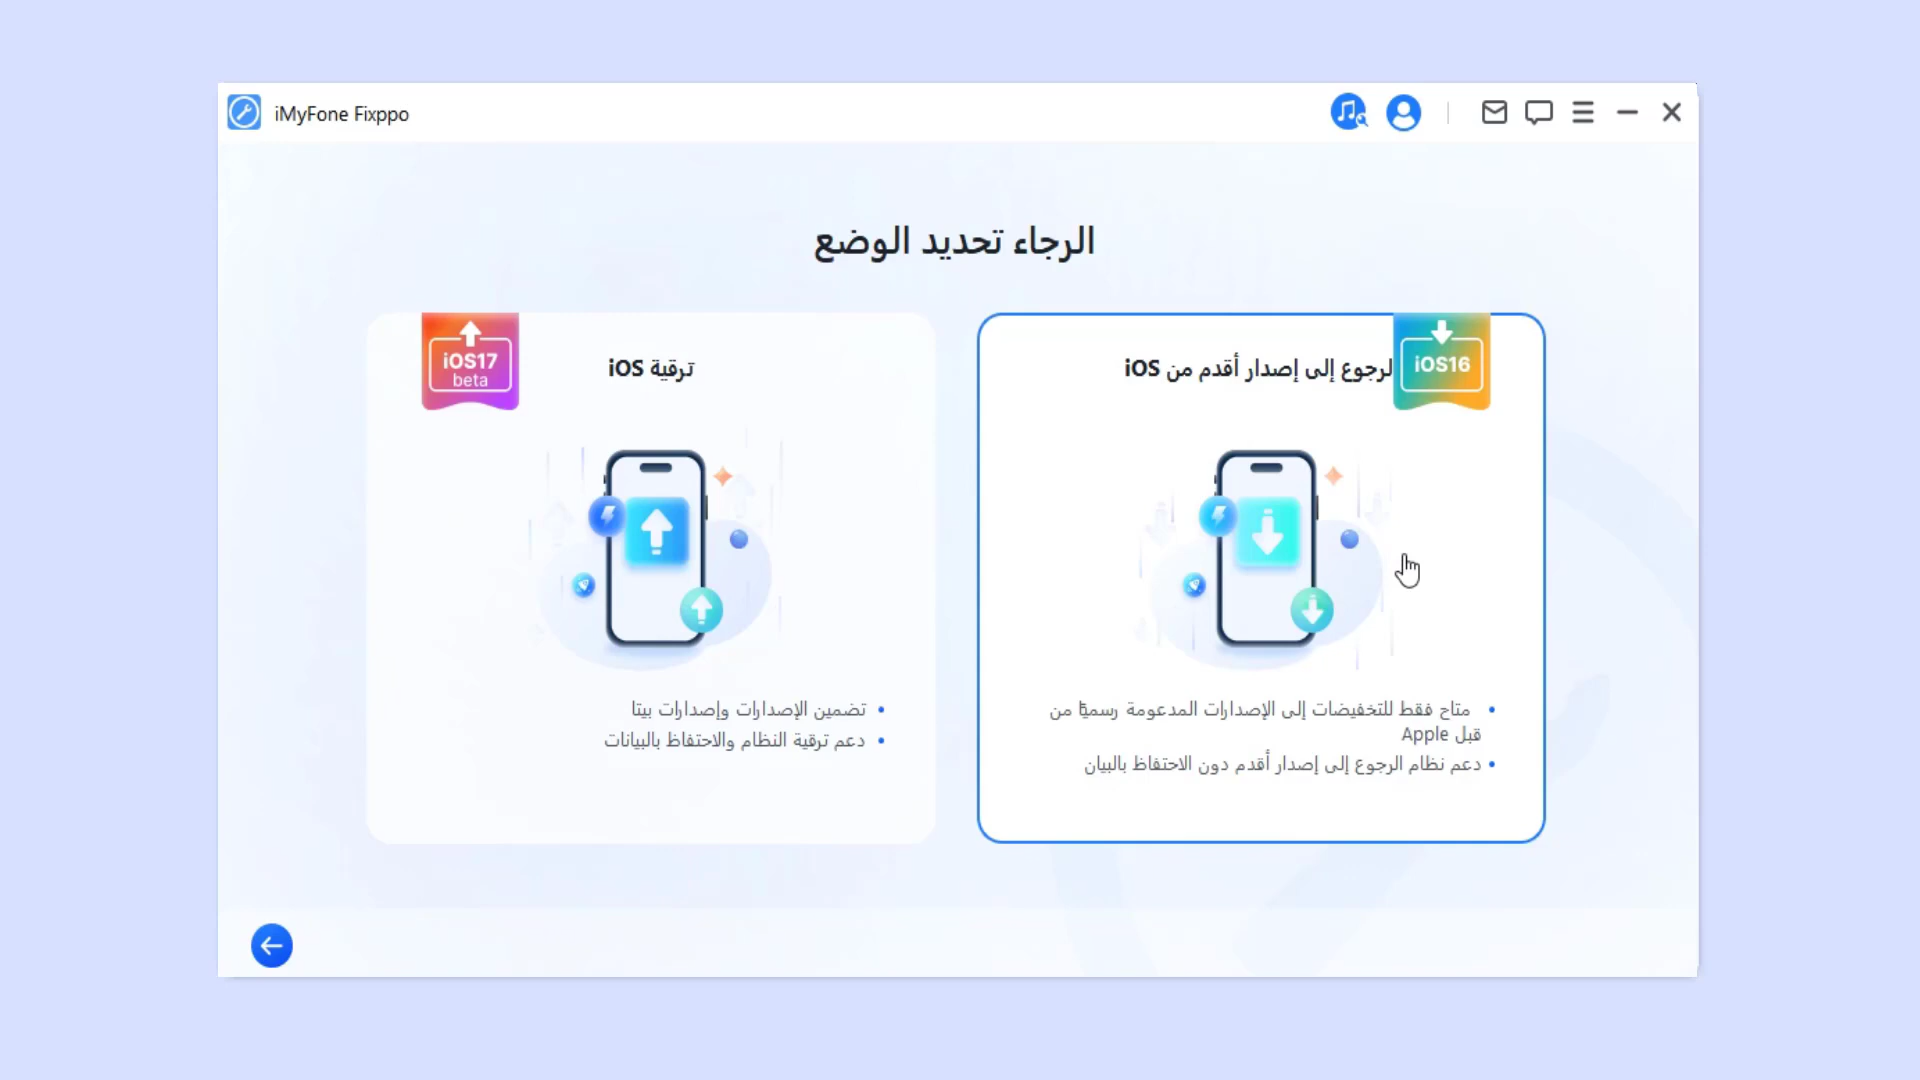 iMyFone Fixppo
الرجاء تحديد الوضع
iOS16
لرجوع إلى إصدار أقدم من iOS
متاح فقط للتخفيضات إلى الإصدارات المدعومة رسميًا من
قبل Apple
دعم نظام الرجوع إلى إصدار أقدم دون الاحتفاظ بالبيان
iOS17
beta
ترقية iOS
تضمين الإصدارات وإصدارات بيتا
دعم ترقية النظام والاحتفاظ بالبيانات